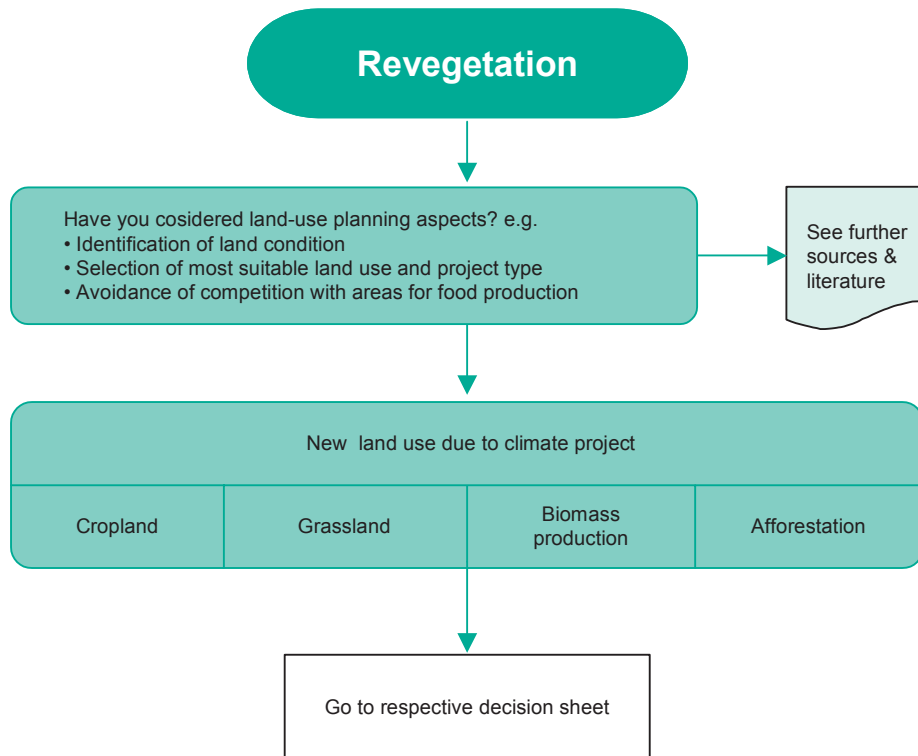 Revegetation
Have you cosidered land-use planning aspects? e.g.
• Identification of land condition
• Selection of most suitable land use and project type
• Avoidance of competition with areas for food production
See further
sources &
literature
New land use due to climate project
Cropland
Grassland
Biomass
production
Afforestation
Go to respective decision sheet